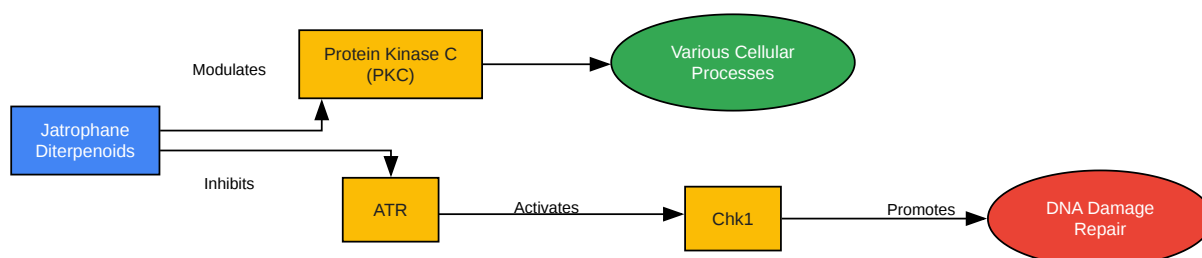 Protein Kinase C
(PKC)
Various Cellular
Processes
Modulates
Jatrophane
Diterpenoids
Inhibits
ATR
Activates
Chk1
Promotes
DNA Damage
Repair